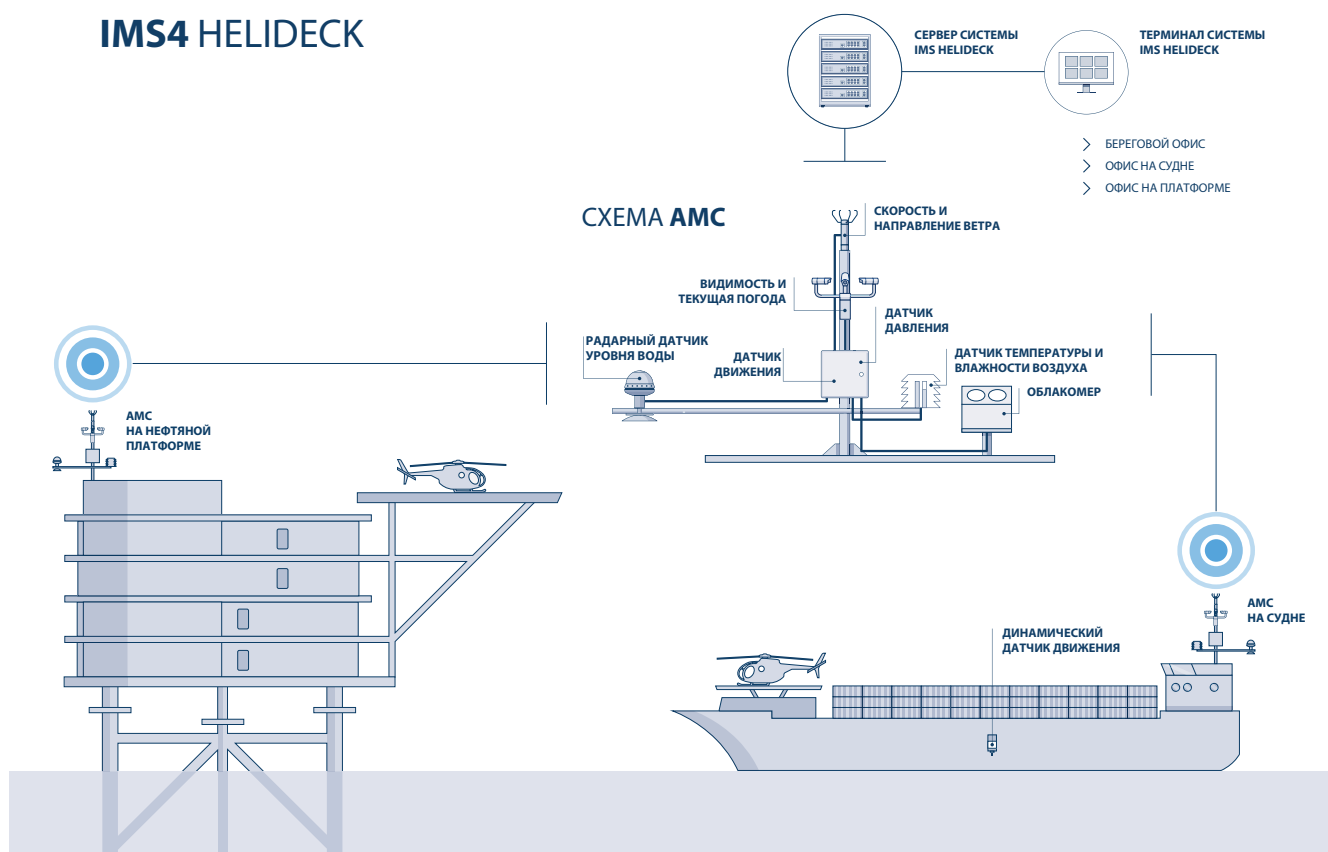 IMS4 HELIDECK
СЕРВЕР СИСТЕМЫ
IMS HELIDECK
ТЕРМИНАЛ СИСТЕМЫ
IMS HELIDECK
БЕРЕГОВОЙ ОФИС
ОФИС НА СУДНЕ
ОФИС НА ПЛАТФОРМЕ
СХЕМА АМС
СКОРОСТЬ И
НАПРАВЛЕНИЕ ВЕТРА
ВИДИМОСТЬ И
ТЕКУЩАЯ ПОГОДА
ДАТЧИК
ДАВЛЕНИЯ
РАДАРНЫЙ ДАТЧИК
УРОВНЯ ВОДЫ
ДАТЧИК
ДВИЖЕНИЯ
ДАТЧИК ТЕМПЕРАТУРЫ И
ВЛАЖНОСТИ ВОЗДУХА
ОБЛАКОМЕР
АМС
НА НЕФТЯНОЙ
ПЛАТФОРМЕ
АМС
НА СУДНЕ
ДИНАМИЧЕСКИЙ
ДАТЧИК ДВИЖЕНИЯ